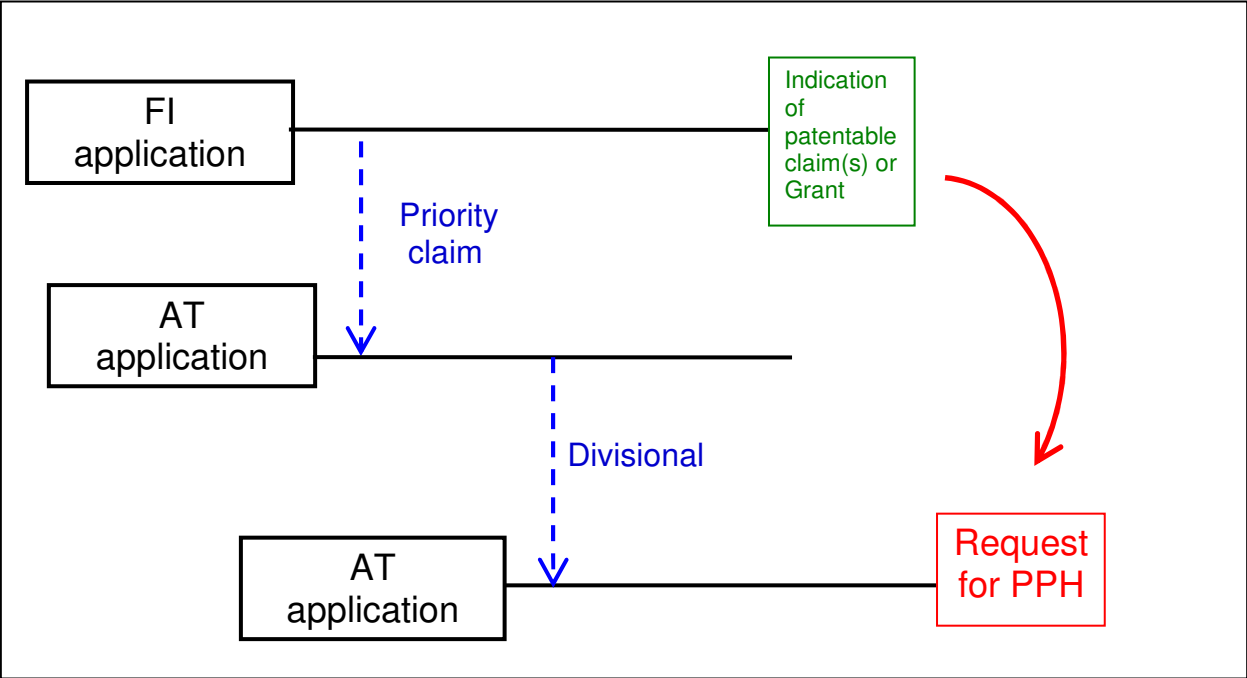 FI
application
Indication
of
patentable
claim(s) or
Grant
Priority
claim
AT
application
Divisional
AT
application
Request
for PPH